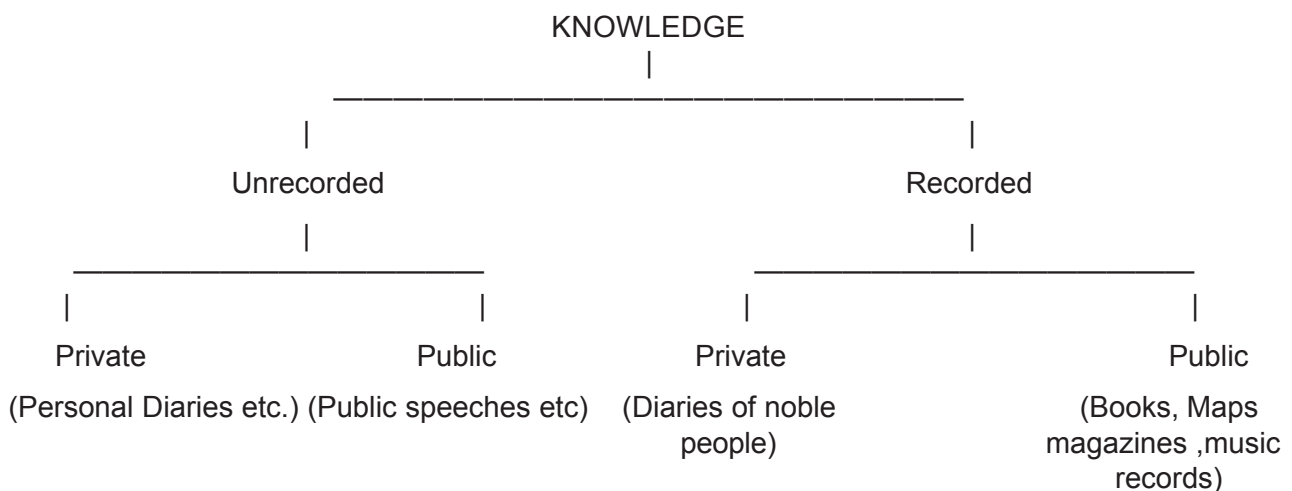 KNOWLEDGE
Unrecorded Recorded
Private Public Private Public
(Personal Diaries etc.) (Public speeches etc) (Diaries of noble (Books, Maps
people) magazines ,music
records)